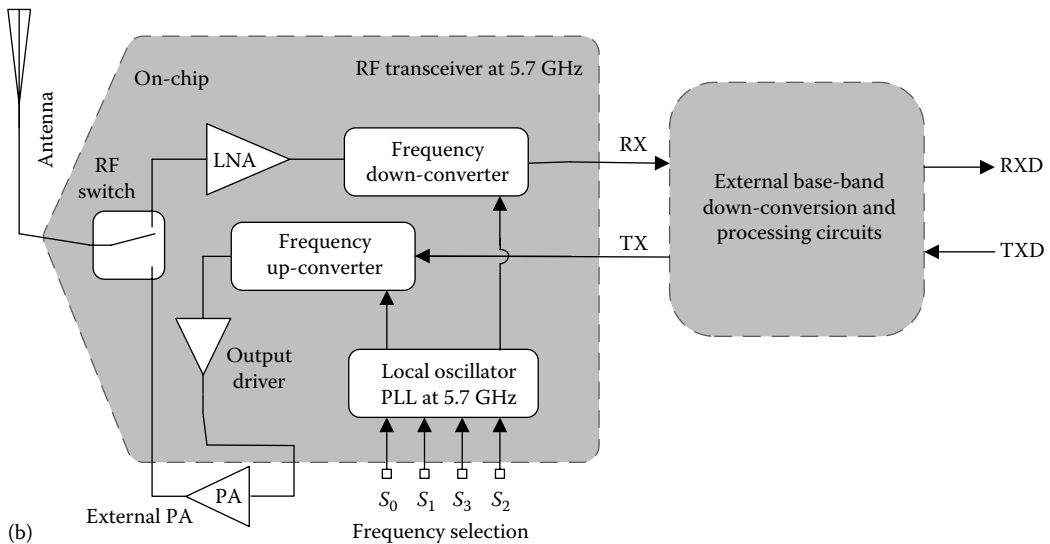 On-chip
RF transceiver at 5.7 GHz
Antenna
RF
switch
LNA
Frequency
down-converter
RX
External base-band
down-conversion and
processing circuits
RXD
Frequency
up-converter
TX
TXD
Output
driver
Local oscillator
PLL at 5.7 GHz
PA
External PA
S0 S1 S3 S2
Frequency selection
(b)